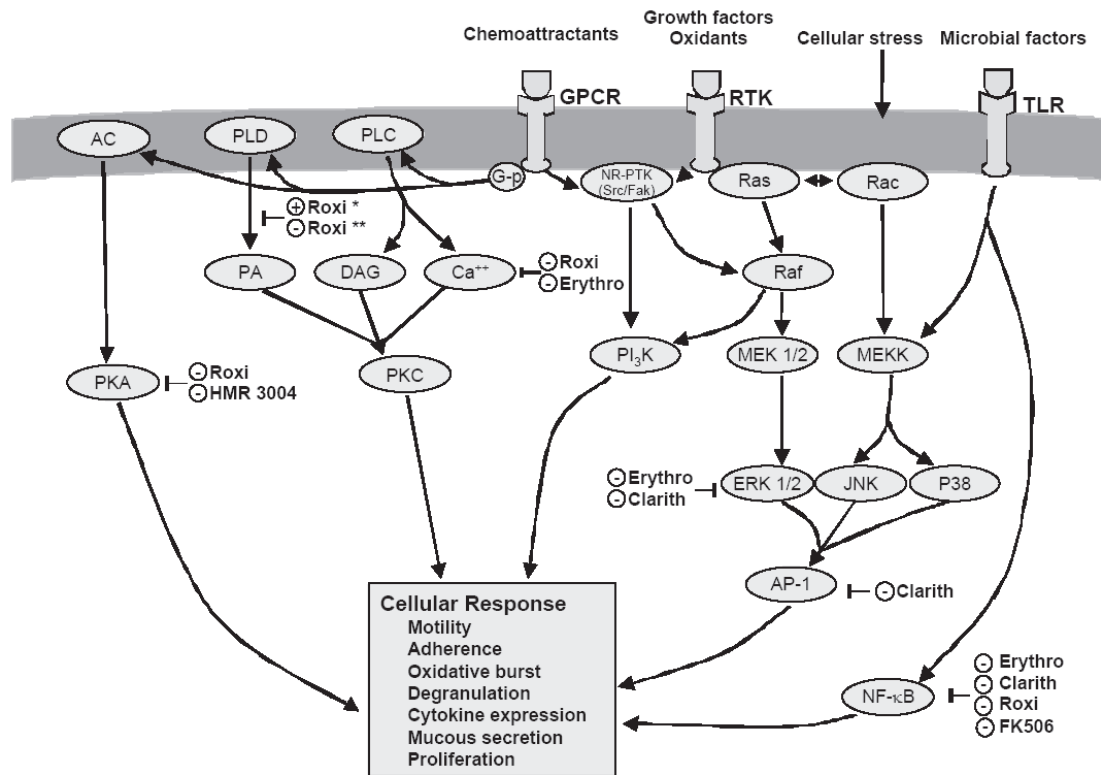 Chemoattractants
Growth factors
Oxidants
Cellular stress
Microbial factors
GPCR
RTK
TLR
AC
PLD
PLC
G-p
NR-PTK
(Src/Fak)
Ras
Rac
+ Roxi *
- Roxi **
PA
DAG
Ca++
- Roxi
- Erythro
Raf
PKA
- Roxi
- HMR 3004
PKC
PI3K
MEK 1/2
MEKK
- Erythro
- Clarith
ERK 1/2
JNK
P38
AP-1
- Clarith
Cellular Response
Motility
Adherence
Oxidative burst
Degranulation
Cytokine expression
Mucous secretion
Proliferation
NF-κB
- Erythro
- Clarith
- Roxi
- FK506